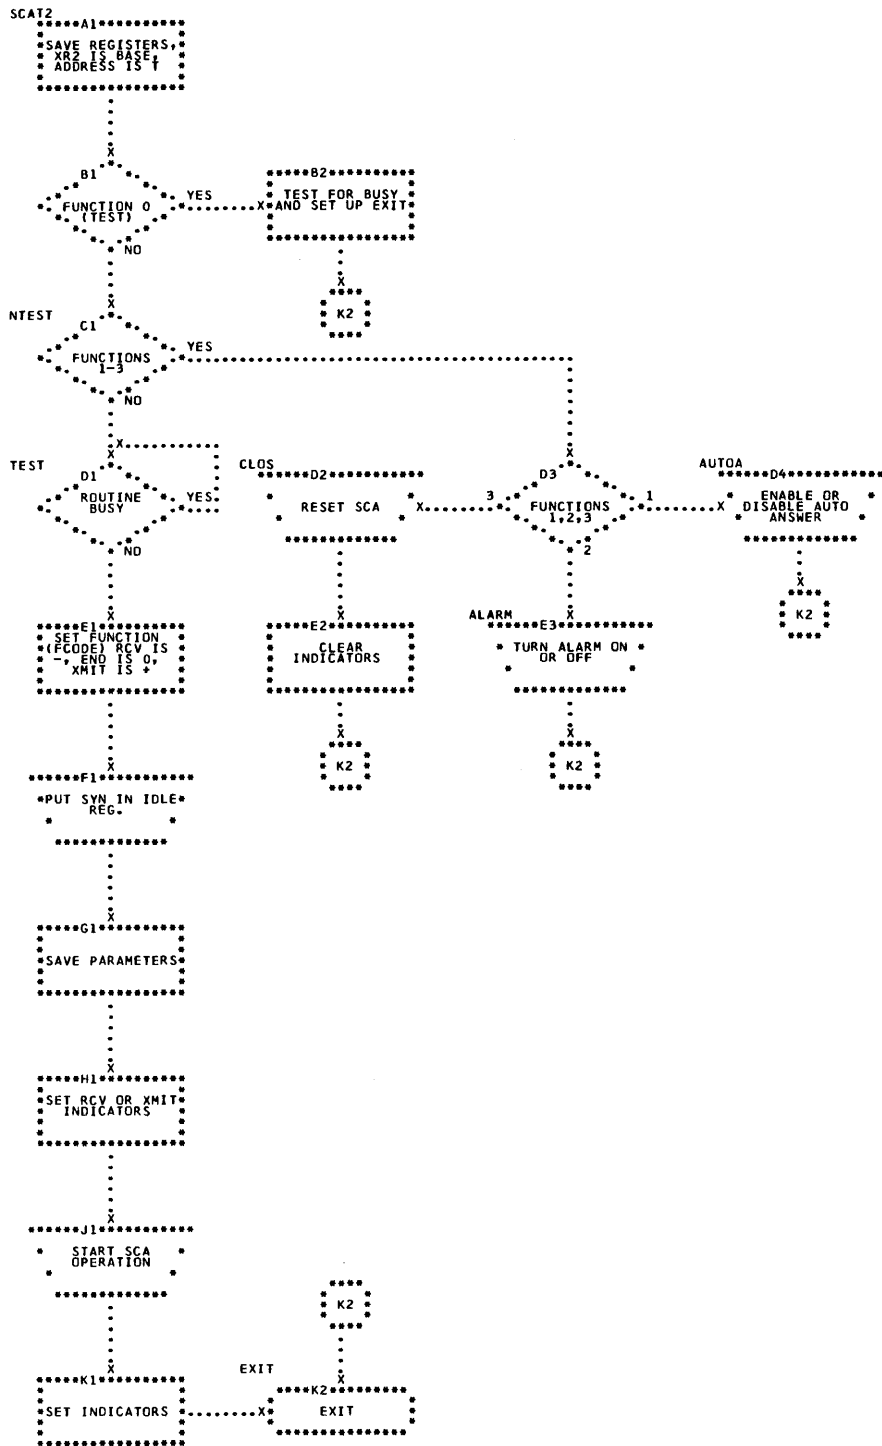 SCAT2
A1
SAVE REGISTERS,
XR2 IS BASE,
ADDRESS IS T
B1
FUNCTION 0
(TEST)
YES
NO
B2
TEST FOR BUSY
AND SET UP EXIT
K2
NTEST
C1
FUNCTIONS
1-3
YES
NO
TEST
D1
ROUTINE
BUSY
YES
NO
CLOS
D2
RESET SCA
3
D3
FUNCTIONS
1,2,3
1
2
AUTOA
D4
ENABLE OR
DISABLE AUTO
ANSWER
K2
E1
SET FUNCTION
(FCODE) RCV IS
-, END IS 0,
XMIT IS +
E2
CLEAR
INDICATORS
K2
ALARM
E3
TURN ALARM ON
OR OFF
K2
F1
PUT SYN IN IDLE
REG.
G1
SAVE PARAMETERS
H1
SET RCV OR XMIT
INDICATORS
J1
START SCA
OPERATION
K2
K1
SET INDICATORS
EXIT
K2
EXIT